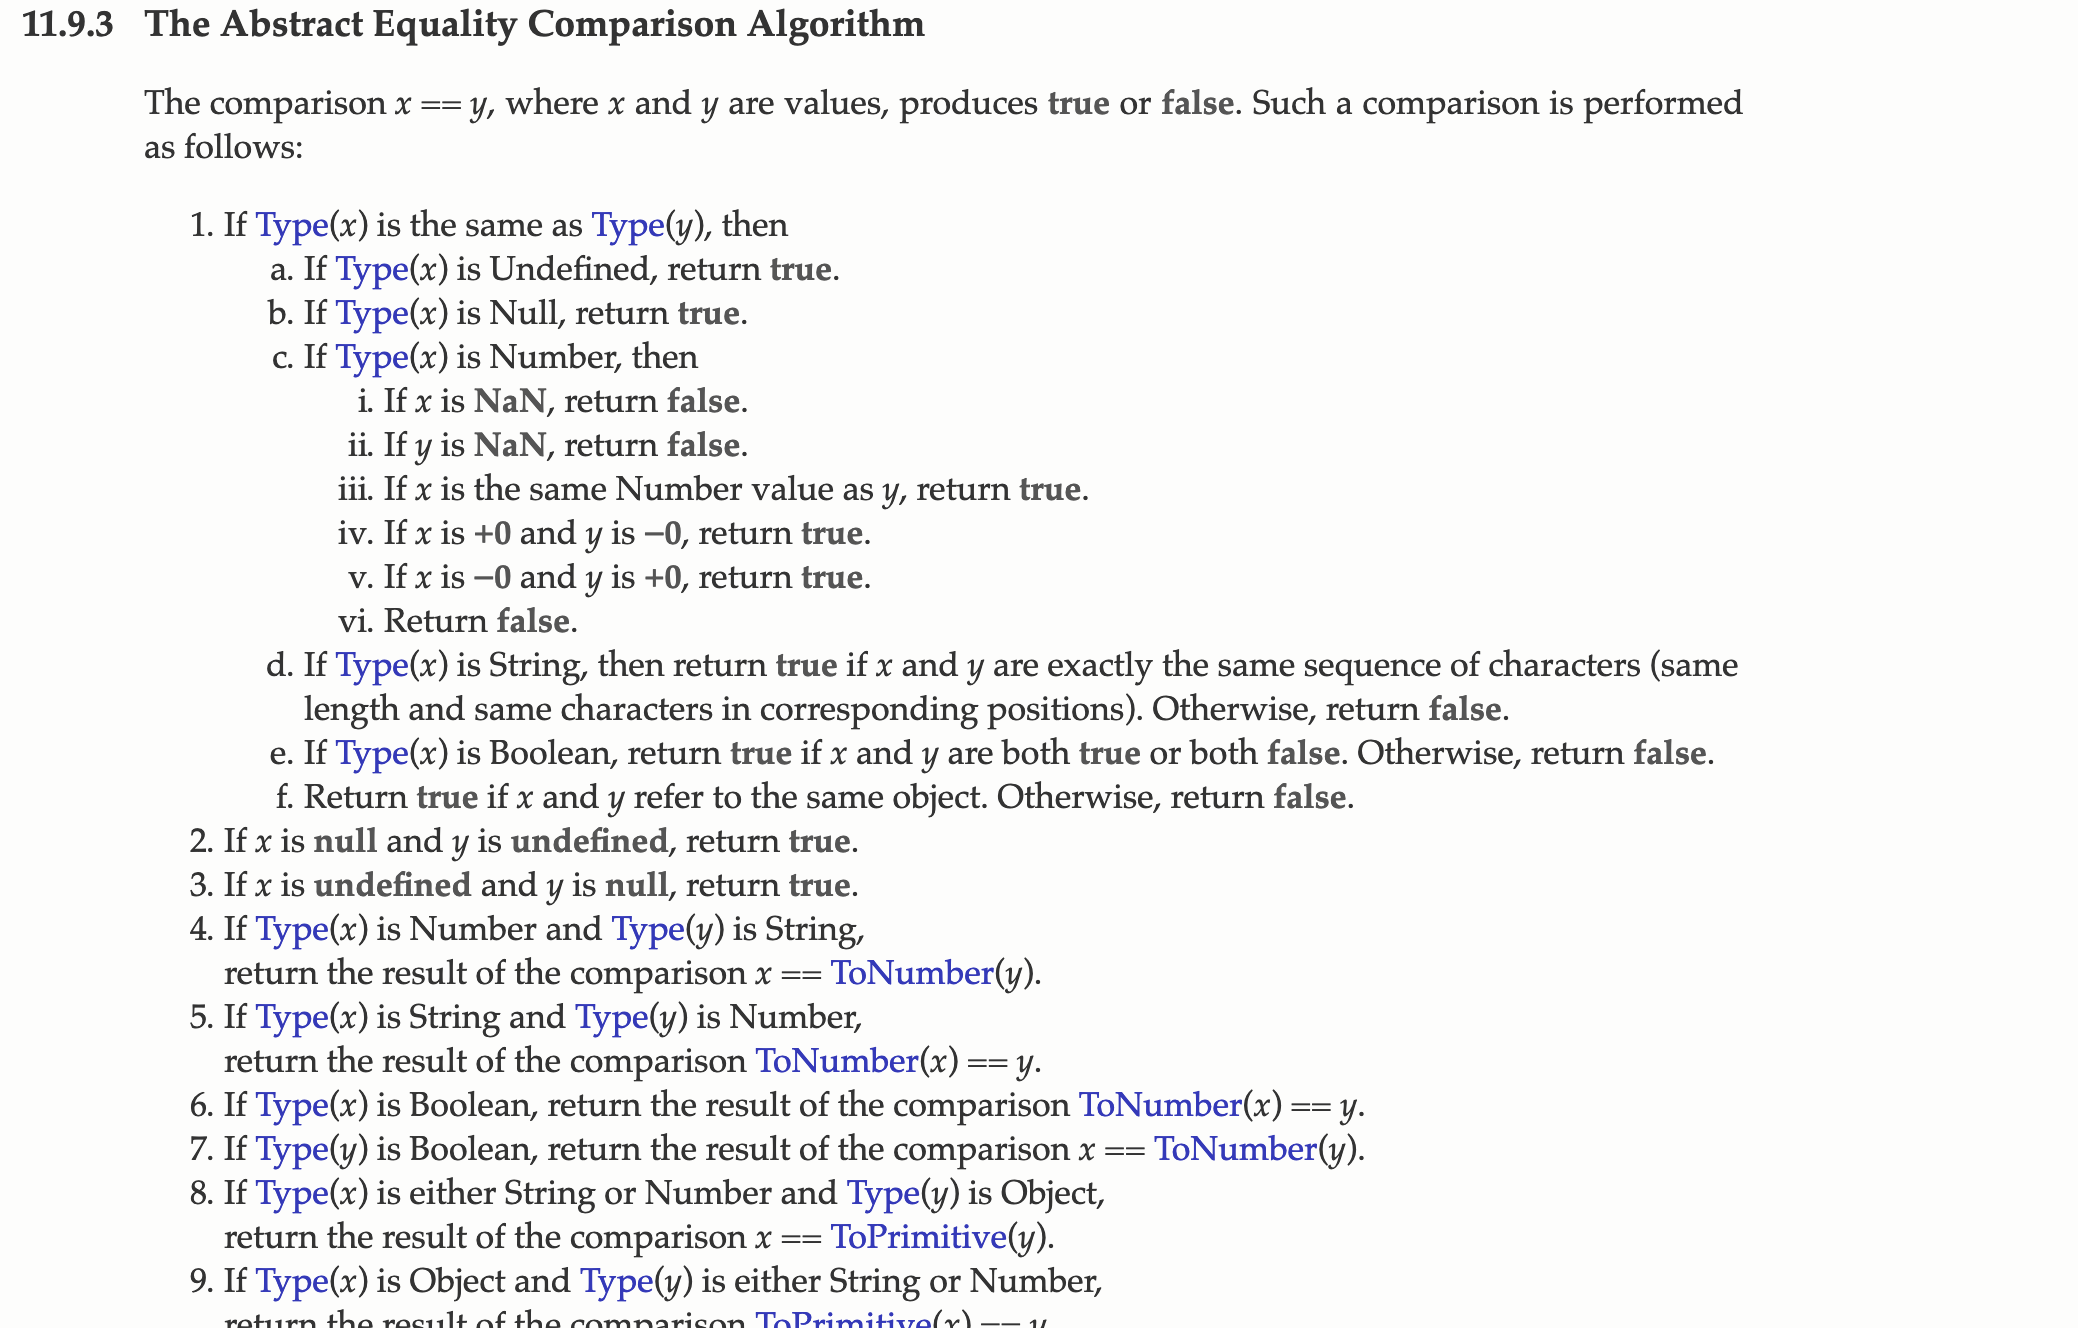 11.9.3 The Abstract Equality Comparison Algorithm
The comparison x == y, where x and y are values, produces true or false. Such a comparison is performed
as follows:
1. If Type(x) is the same as Type(y), then
a. If Type(x) is Undefined, return true.
b. If Type(x) is Null, return true.
c. If Type(x) is Number, then
i. If x is NaN, return false.
ii. If y is NaN, return false.
iii. If x is the same Number value as y, return true.
iv. If x is +0 and y is −0, return true.
v. If x is −0 and y is +0, return true.
vi. Return false.
d. If Type(x) is String, then return true if x and y are exactly the same sequence of characters (same
length and same characters in corresponding positions). Otherwise, return false.
e. If Type(x) is Boolean, return true if x and y are both true or both false. Otherwise, return false.
f. Return true if x and y refer to the same object. Otherwise, return false.
2. If x is null and y is undefined, return true.
3. If x is undefined and y is null, return true.
4. If Type(x) is Number and Type(y) is String,
return the result of the comparison x == ToNumber(y).
5. If Type(x) is String and Type(y) is Number,
return the result of the comparison ToNumber(x) == y.
6. If Type(x) is Boolean, return the result of the comparison ToNumber(x) == y.
7. If Type(y) is Boolean, return the result of the comparison x == ToNumber(y).
8. If Type(x) is either String or Number and Type(y) is Object,
return the result of the comparison x == ToPrimitive(y).
9. If Type(x) is Object and Type(y) is either String or Number,
return the result of the comparison ToPrimitive(x) == y